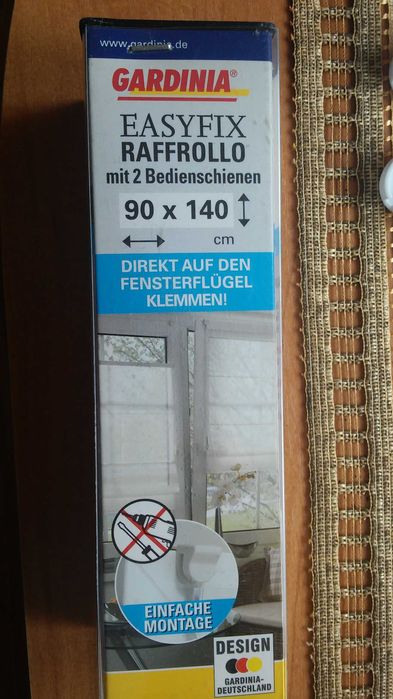 www.gardinia.de
GARDINIA®
EASYFIX
RAFFROLLO
mit 2 Bedienschienen
90 x 140
cm
DIREKT AUF DEN
FENSTERFLÜGEL
KLEMMEN!
EINFACHE
MONTAGE
DESIGN
GARDINIA-
DEUTSCHLAND